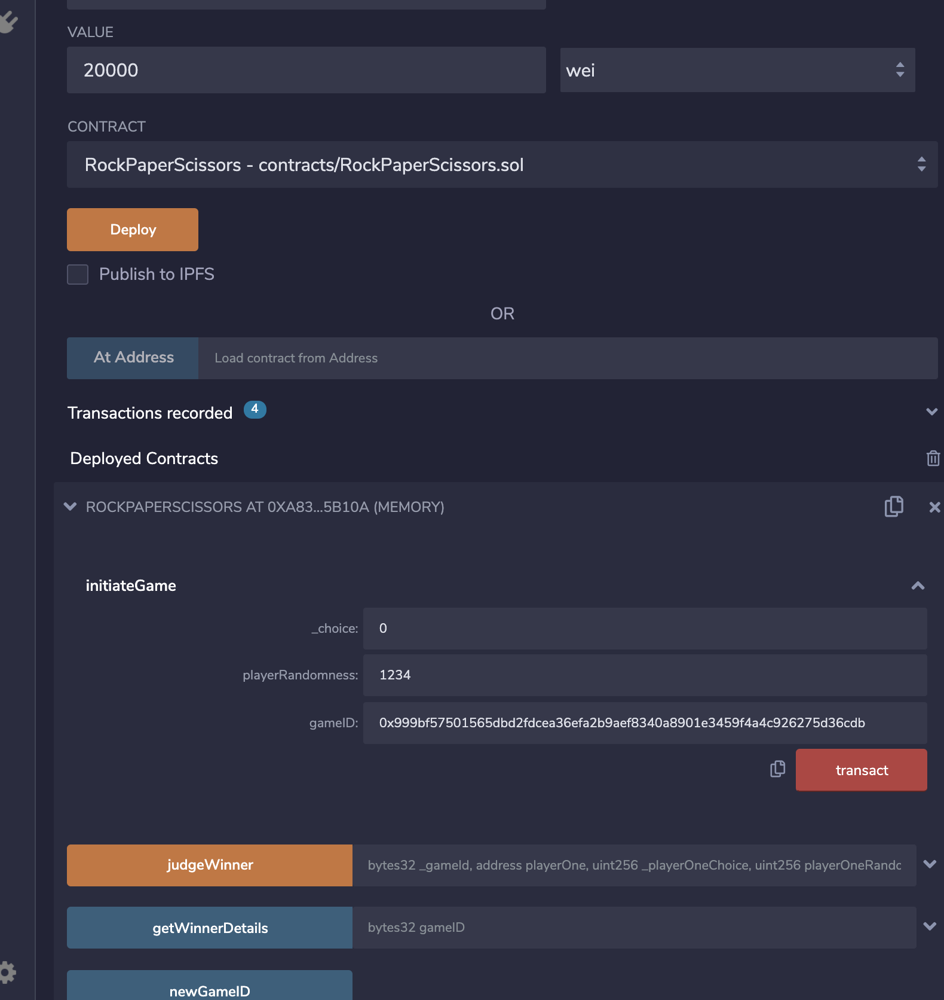 VALUE
20000
wei
CONTRACT
RockPaperScissors - contracts/RockPaperScissors.sol
Deploy
Publish to IPFS
OR
At Address
Load contract from Address
Transactions recorded 4
Deployed Contracts
ROCKPAPERSCISSORS AT 0XA83...5B10A (MEMORY)
initiateGame
_choice: 0
playerRandomness: 1234
gameID: 0x999bf57501565dbd2fdcea36efa2b9aef8340a8901e3459f4a4c926275d36cdb
transact
judgeWinner
bytes32 _gameId, address playerOne, uint256 _playerOneChoice, uint256 playerOneRandc
getWinnerDetails
bytes32 gameID
newGameID